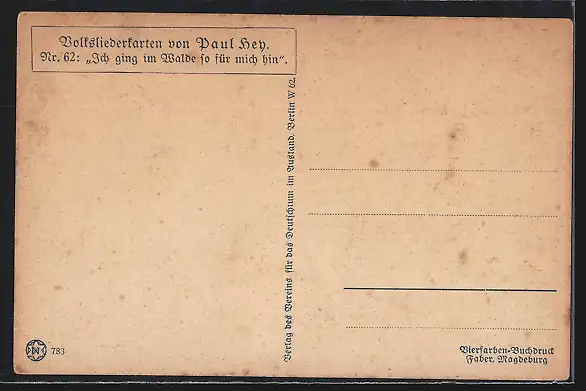 Volksliederkarten von Paul Hey.
Nr. 62: „Ich ging im Walde so für mich hin“.
Verlag des Vereins für das Deutschtum im Ausland, Berlin W 62.
783
Vierfarben-Buchdruck
Faber, Magdeburg